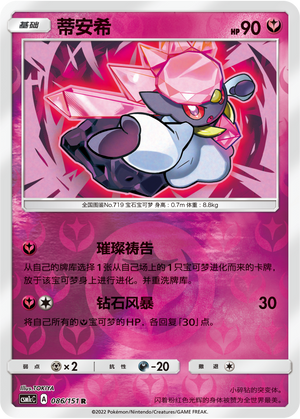 基础 蒂安希 HP90
全国图鉴No.719 宝石宝可梦 身高：0.7m 体重：8.8kg
璀璨祷告
从自己的牌库选择1张从自己场上的1只宝可梦进化而来的卡牌，
放于该宝可梦身上进行进化。并重洗牌库。
钻石风暴 30
将自己所有的 宝可梦的HP，各回复「30」点。
弱点 ×2 抵抗力 -20 撤退
Illus.TOKIYA
A 086/151 R
小碎钻的突变体。
闪着粉红色光辉的身体被誉为世界第一美丽。
©2022 Pokémon/Nintendo/Creatures/GAME FREAK.